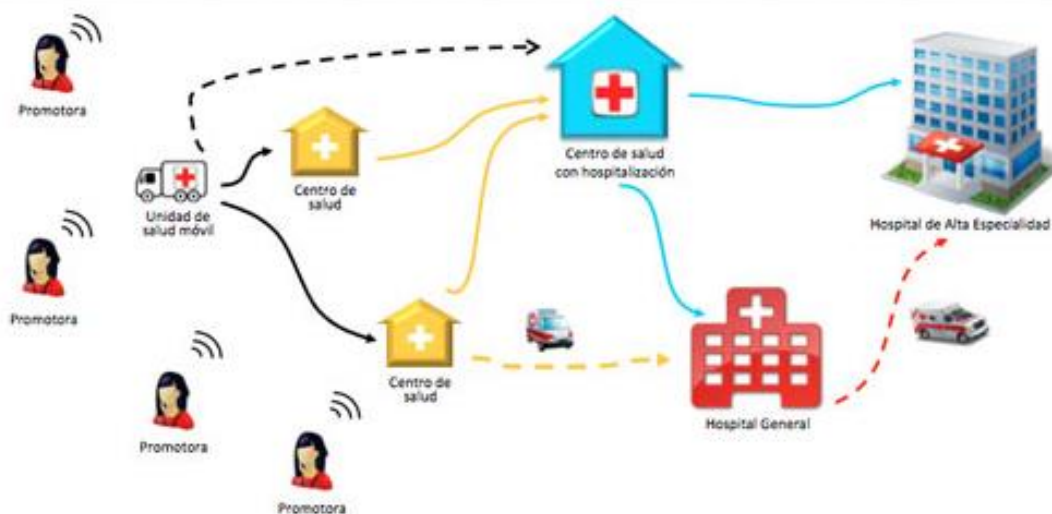 Promotora
Centro de salud
con hospitalización
Centro de
salud
Unidad de
salud móvil
Hospital de Alta Especialidad
Promotora
Centro de
salud
Hospital General
Promotora
Promotora